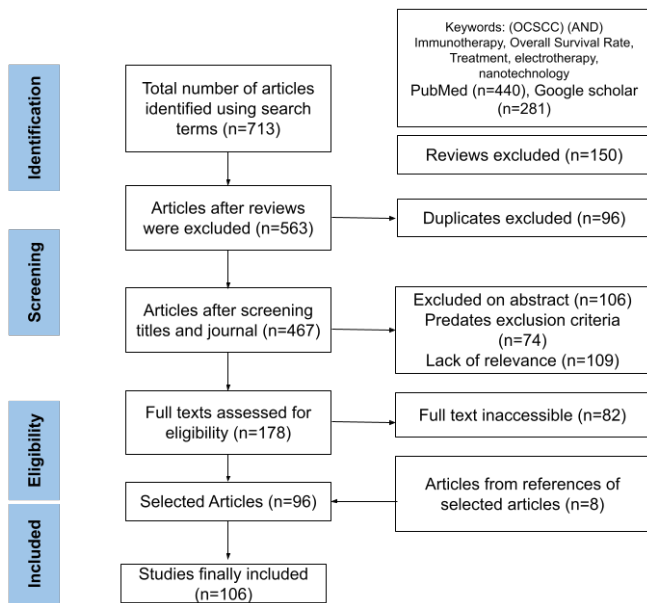 Keywords: (OCSCC) (AND)
Immunotherapy, Overall Survival Rate,
Treatment, electrotherapy,
nanotechnology
PubMed (n=440), Google scholar
(n=281)
Identification
Total number of articles
identified using search
terms (n=713)
Reviews excluded (n=150)
Articles after reviews
were excluded (n=563)
Duplicates excluded (n=96)
Screening
Articles after screening
titles and journal (n=467)
Excluded on abstract (n=106)
Predates exclusion criteria
(n=74)
Lack of relevance (n=109)
Eligibility
Full texts assessed for
eligibility (n=178)
Full text inaccessible (n=82)
Selected Articles (n=96)
Articles from references of
selected articles (n=8)
Included
Studies finally included
(n=106)